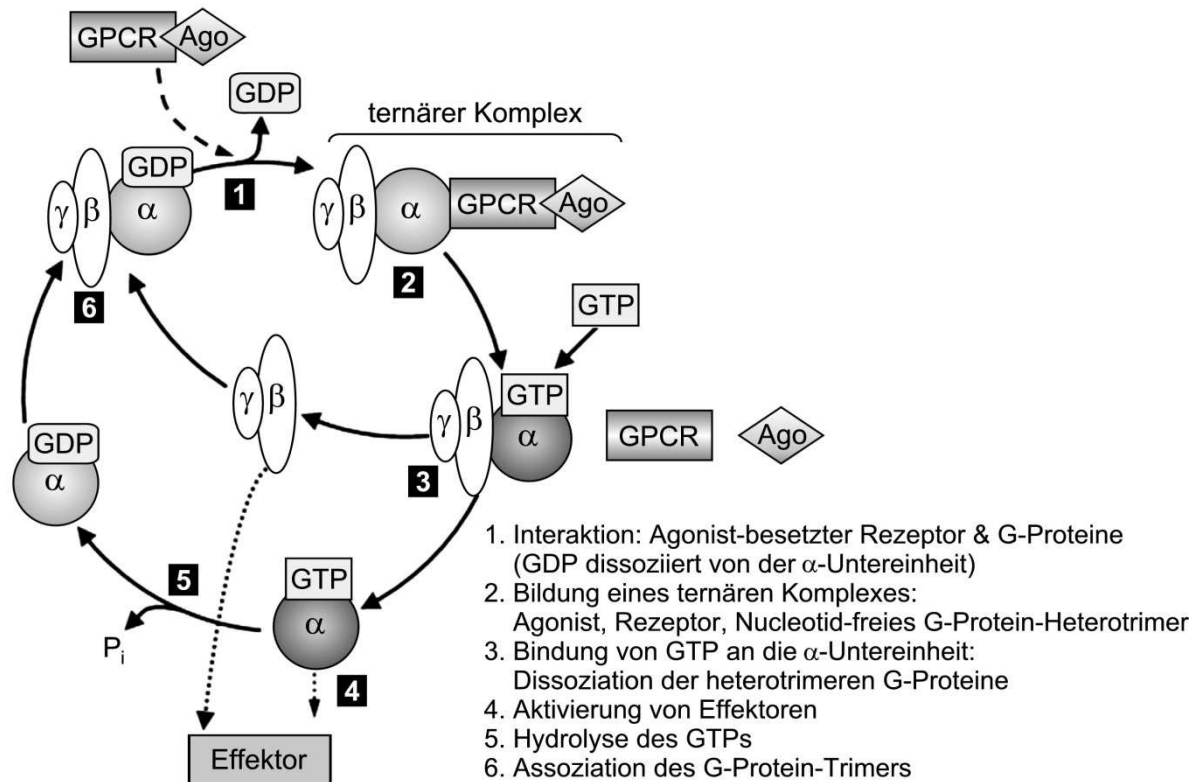 GPCR Ago
GDP
ternärer Komplex
GDP
γ β α
1
γ β α GPCR Ago
2
6
GTP
γ β
GTP
γ β α
GPCR Ago
3
GDP
α
5
GTP
α
Pi
4
Effektor
1. Interaktion: Agonist-besetzter Rezeptor & G-Proteine
(GDP dissoziiert von der α-Untereinheit)
2. Bildung eines ternären Komplexes:
Agonist, Rezeptor, Nucleotid-freies G-Protein-Heterotrimer
3. Bindung von GTP an die α-Untereinheit:
Dissoziation der heterotrimeren G-Proteine
4. Aktivierung von Effektoren
5. Hydrolyse des GTPs
6. Assoziation des G-Protein-Trimers